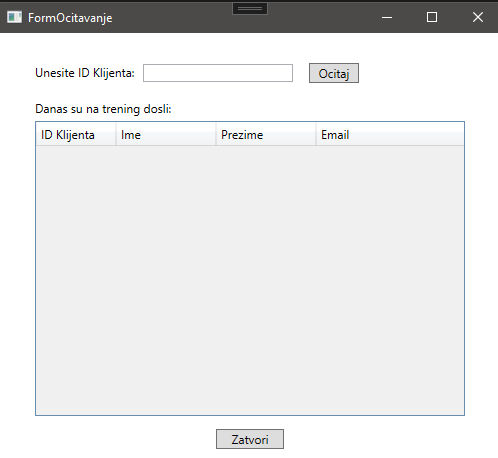 FormOcitavanje
Unesite ID Klijenta: Ocitaj
Danas su na trening dosli:
ID Klijenta Ime Prezime Email
Zatvori